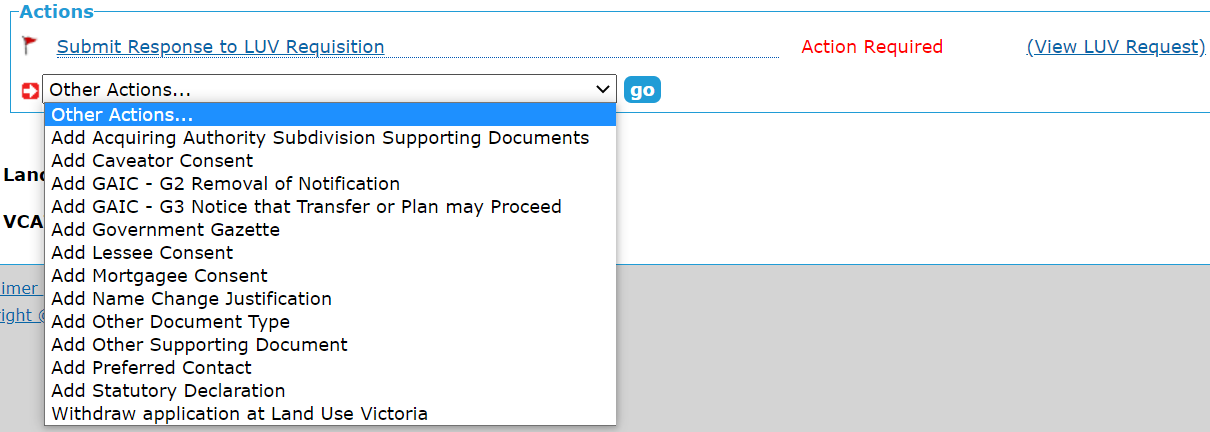 Actions
Submit Response to LUV Requisition Action Required (View LUV Request)
Other Actions... go
Other Actions...
Add Acquiring Authority Subdivision Supporting Documents
Add Caveator Consent
Add GAIC - G2 Removal of Notification
Add GAIC - G3 Notice that Transfer or Plan may Proceed
Add Government Gazette
Add Lessee Consent
Add Mortgagee Consent
Add Name Change Justification
Add Other Document Type
Add Other Supporting Document
Add Preferred Contact
Add Statutory Declaration
Withdraw application at Land Use Victoria